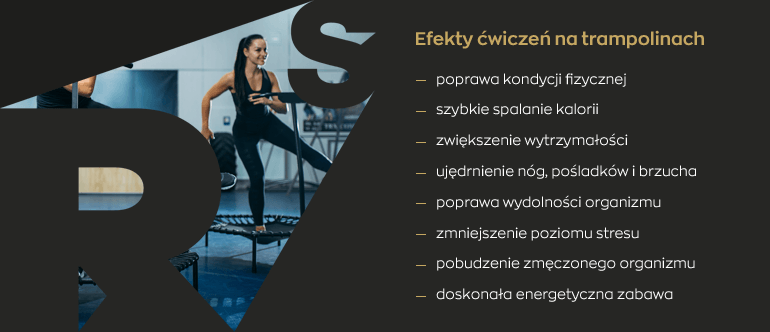 RS
Efekty ćwiczeń na trampolinach
– poprawa kondycji fizycznej
– szybkie spalanie kalorii
– zwiększenie wytrzymałości
– ujędrnienie nóg, pośladków i brzucha
– poprawa wydolności organizmu
– zmniejszenie poziomu stresu
– pobudzenie zmęczonego organizmu
– doskonała energetyczna zabawa